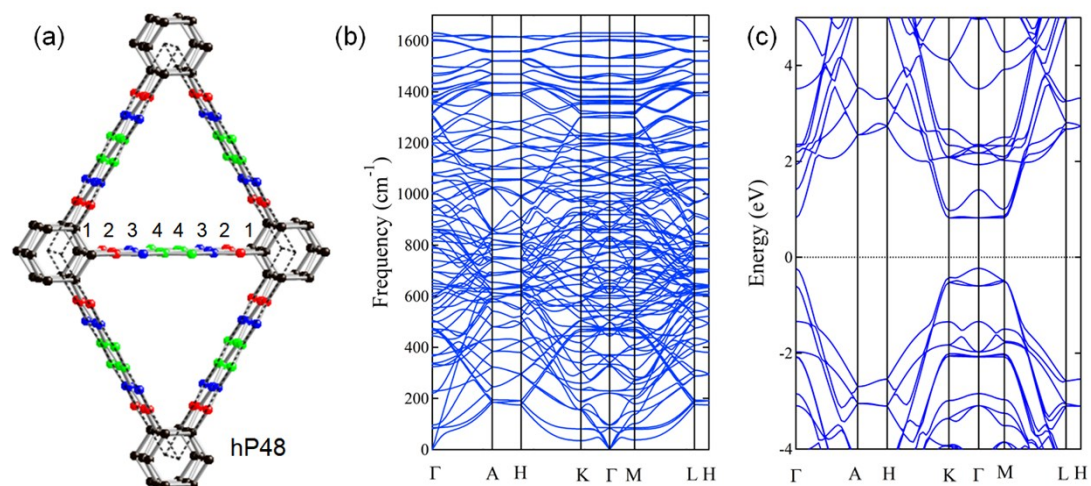 (a)
1 2 3 4 4 3 2 1
hP48
(b)
Frequency (cm⁻¹)
1600
1400
1200
1000
800
600
400
200
0
Γ A H K Γ M L H
(c)
Energy (eV)
4
2
0
-2
-4
Γ A H K Γ M L H